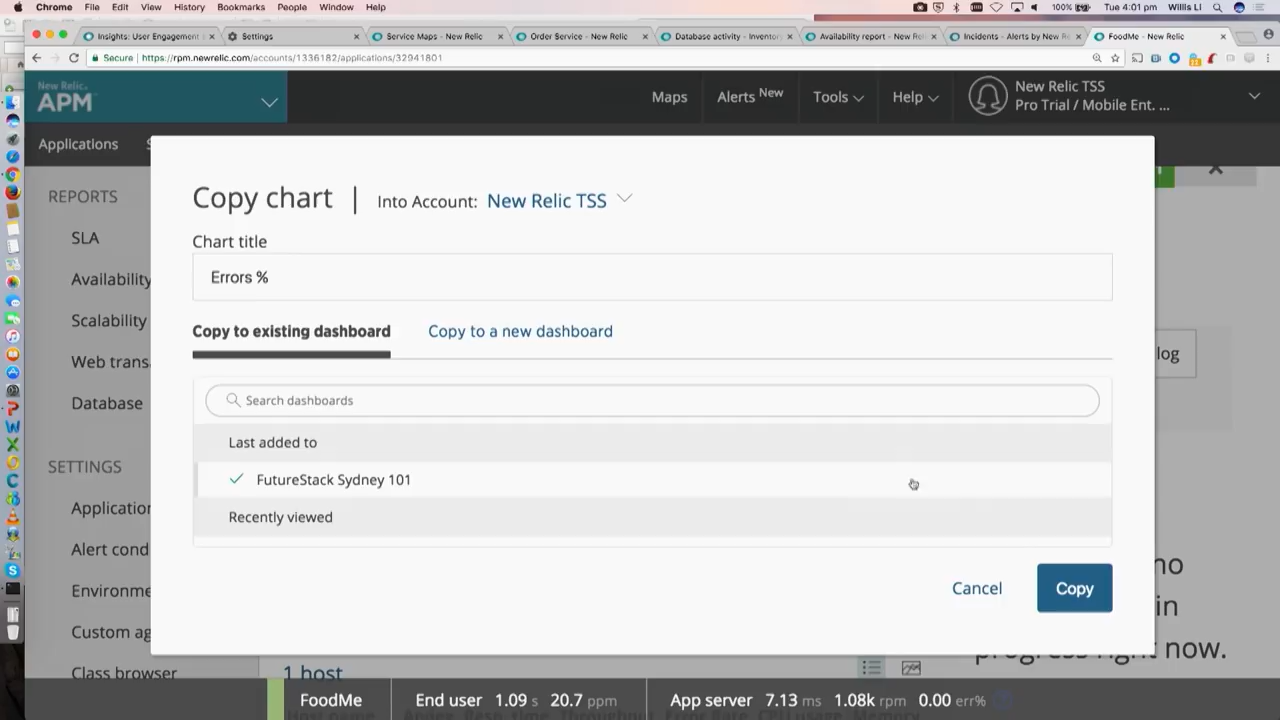 Chrome File Edit View History Bookmarks People Window Help 100% Tue 4:01 pm Willis Li
Insights: User Engagement Settings Service Maps - New Relic Order Service - New Relic Database activity - Inventory Availability report - New Reli Incidents - Alerts by New Re FoodMe - New Relic
Secure https://rpm.newrelic.com/accounts/1336182/applications/32941801
New Relic
APM
Maps Alerts New Tools Help
New Relic TSS
Pro Trial / Mobile Ent. ...
Applications S
REPORTS
SLA
Availability
Scalability
Web trans
Database
SETTINGS
Application
Alert cond
Environme
Custom ag
Class browser
Copy chart | Into Account: New Relic TSS
Chart title
Errors %
Copy to existing dashboard Copy to a new dashboard
Search dashboards
Last added to
FutureStack Sydney 101
Recently viewed
Cancel Copy
log
no
in
progress right now.
1 host
FoodMe End user 1.09 s 20.7 ppm App server 7.13 ms 1.08k rpm 0.00 err%